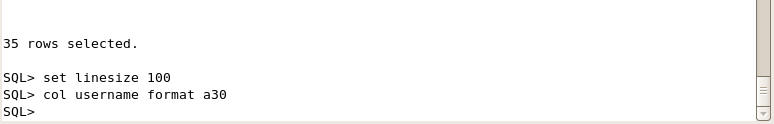 35 rows selected.
SQL> set linesize 100
SQL> col username format a30
SQL>